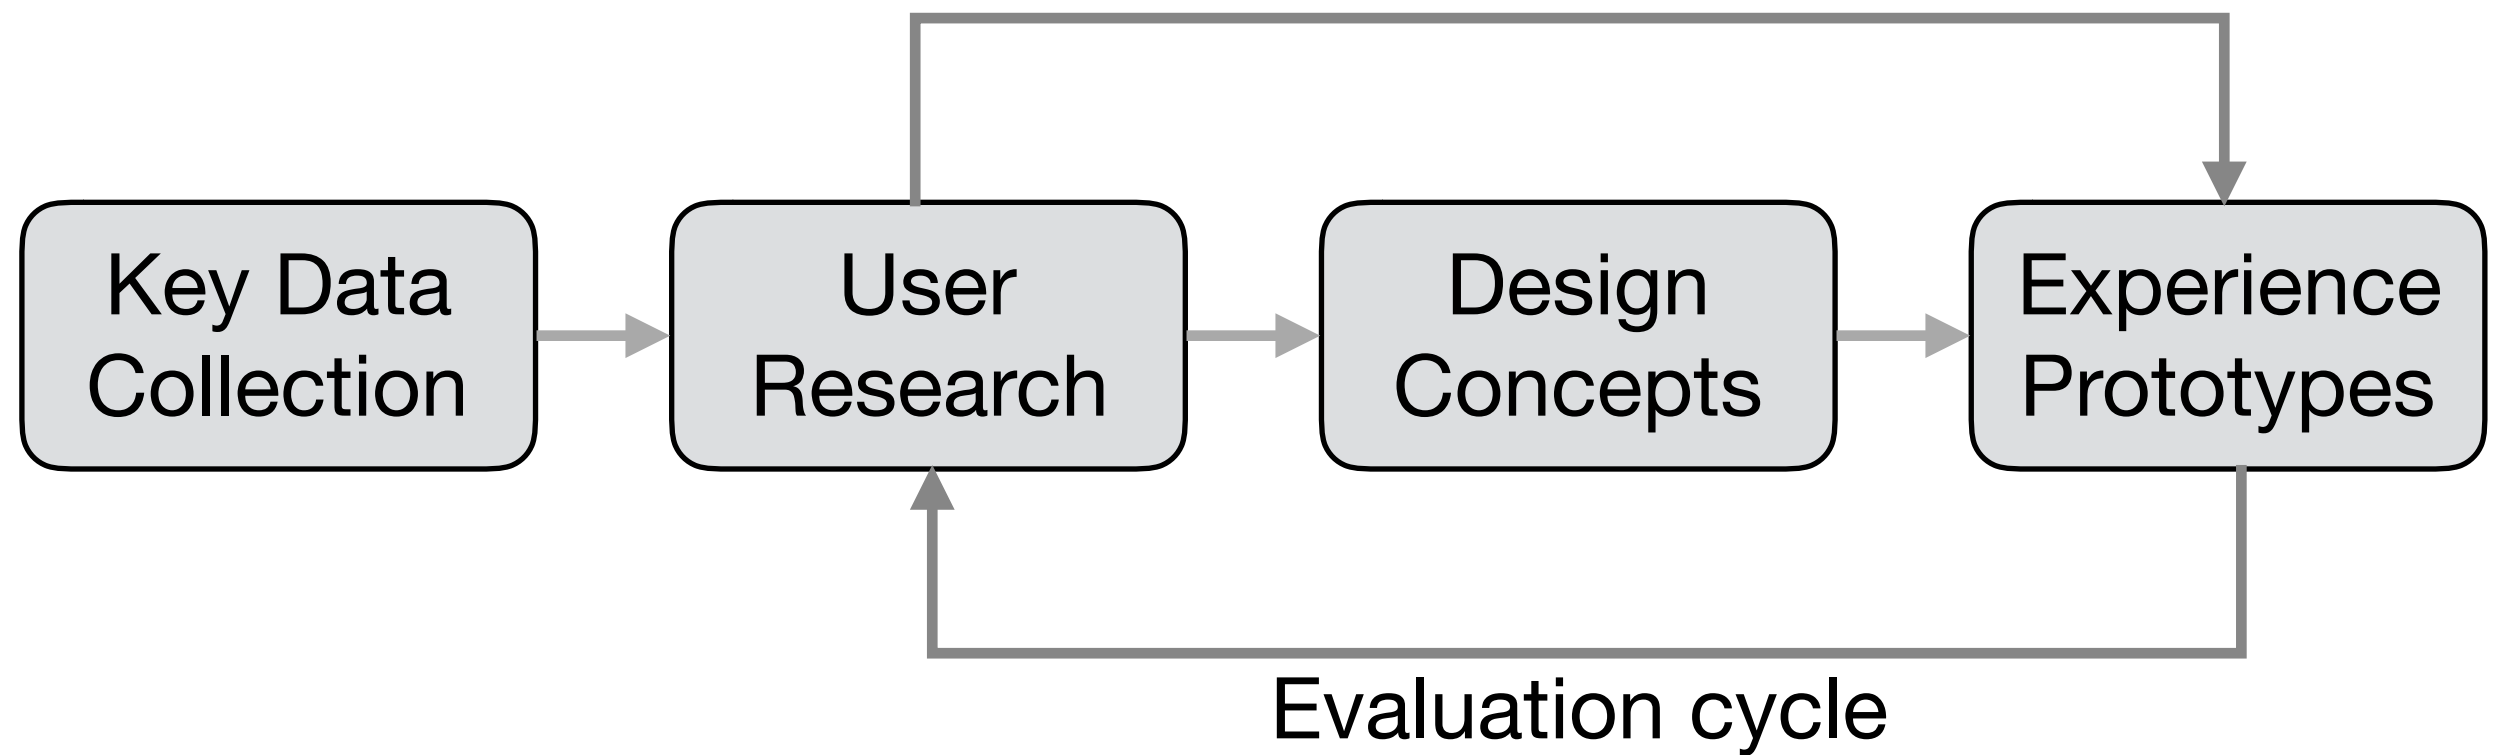 Key Data
Collection
User
Research
Design
Concepts
Experience
Prototypes
Evaluation cycle